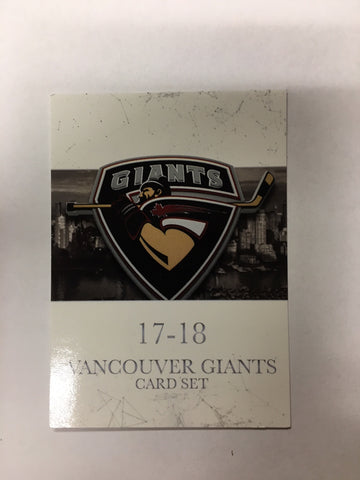 GIANTS
17-18
VANCOUVER GIANTS
CARD SET